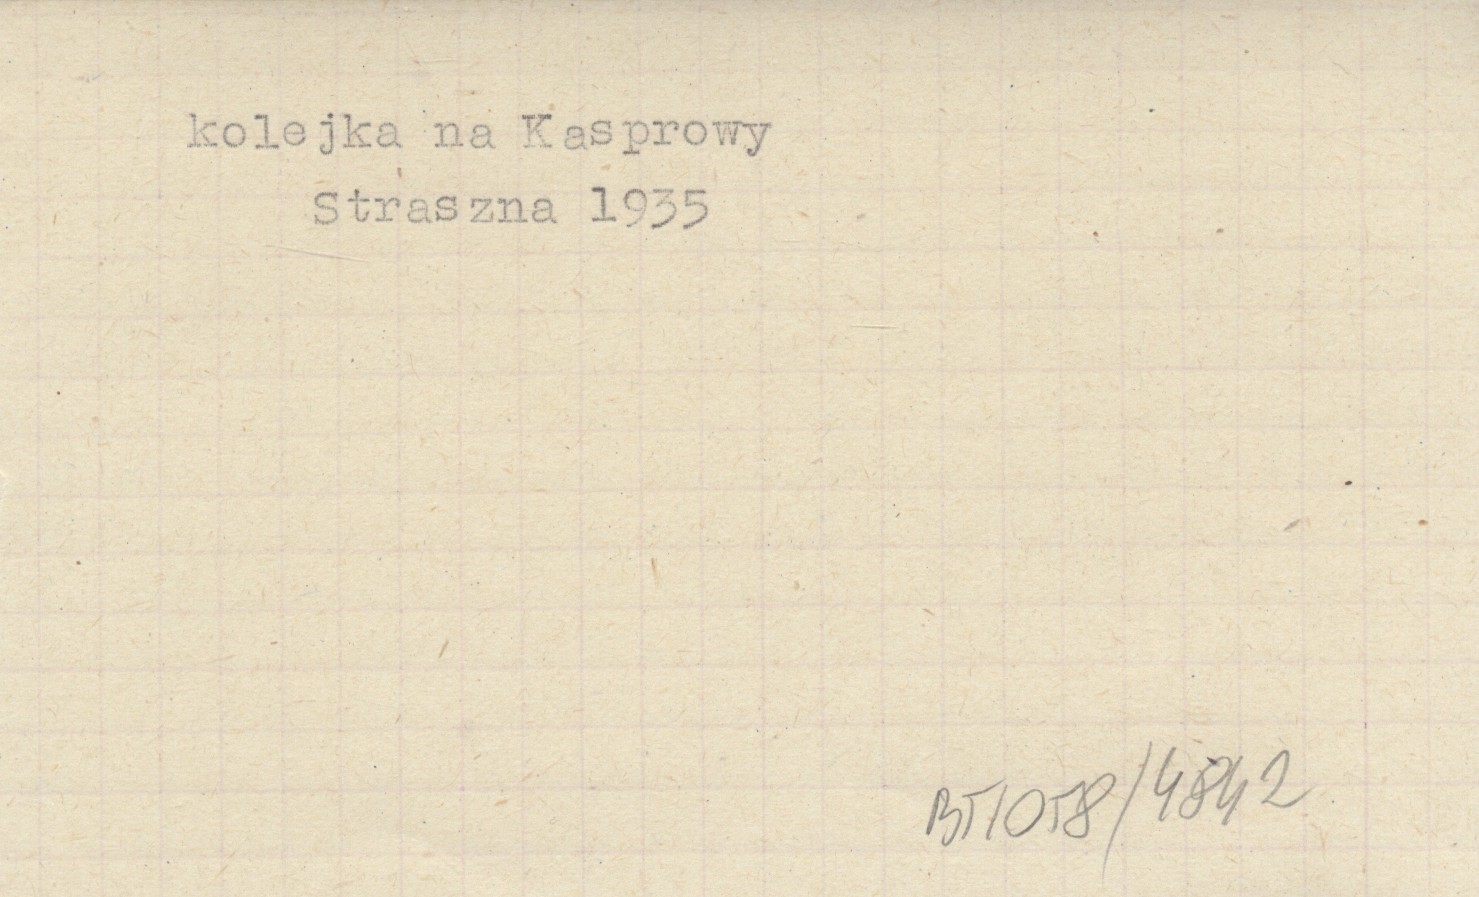 kolejka na Kasprowy
Straszna 1935
BT1058/4842